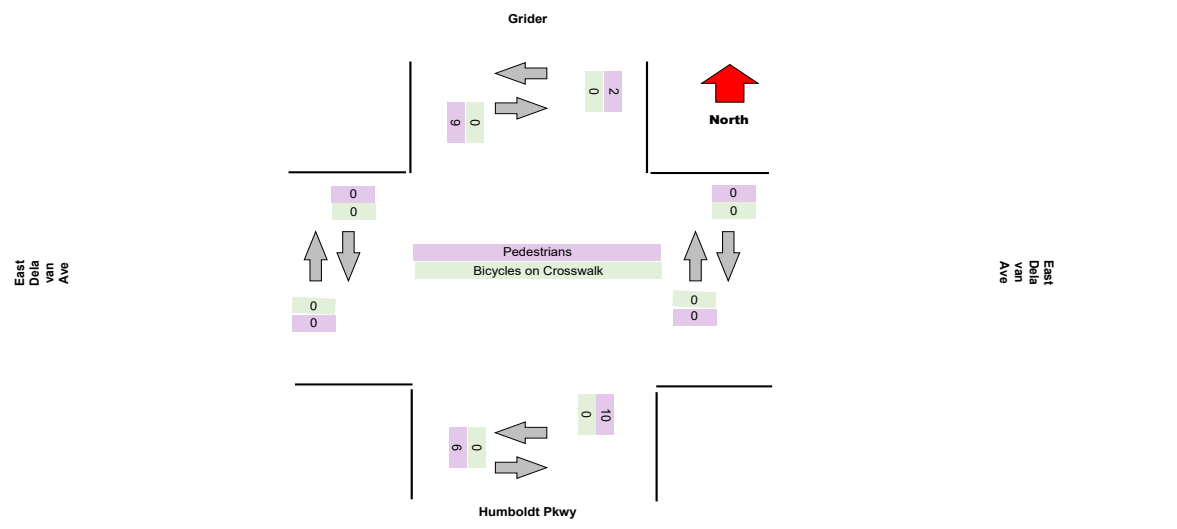 Grider
0
2
9
0
North
0
0
0
0
Pedestrians
Bicycles on Crosswalk
East
Dela
van
Ave
East
Dela
van
Ave
0
0
0
0
0
10
6
0
Humboldt Pkwy